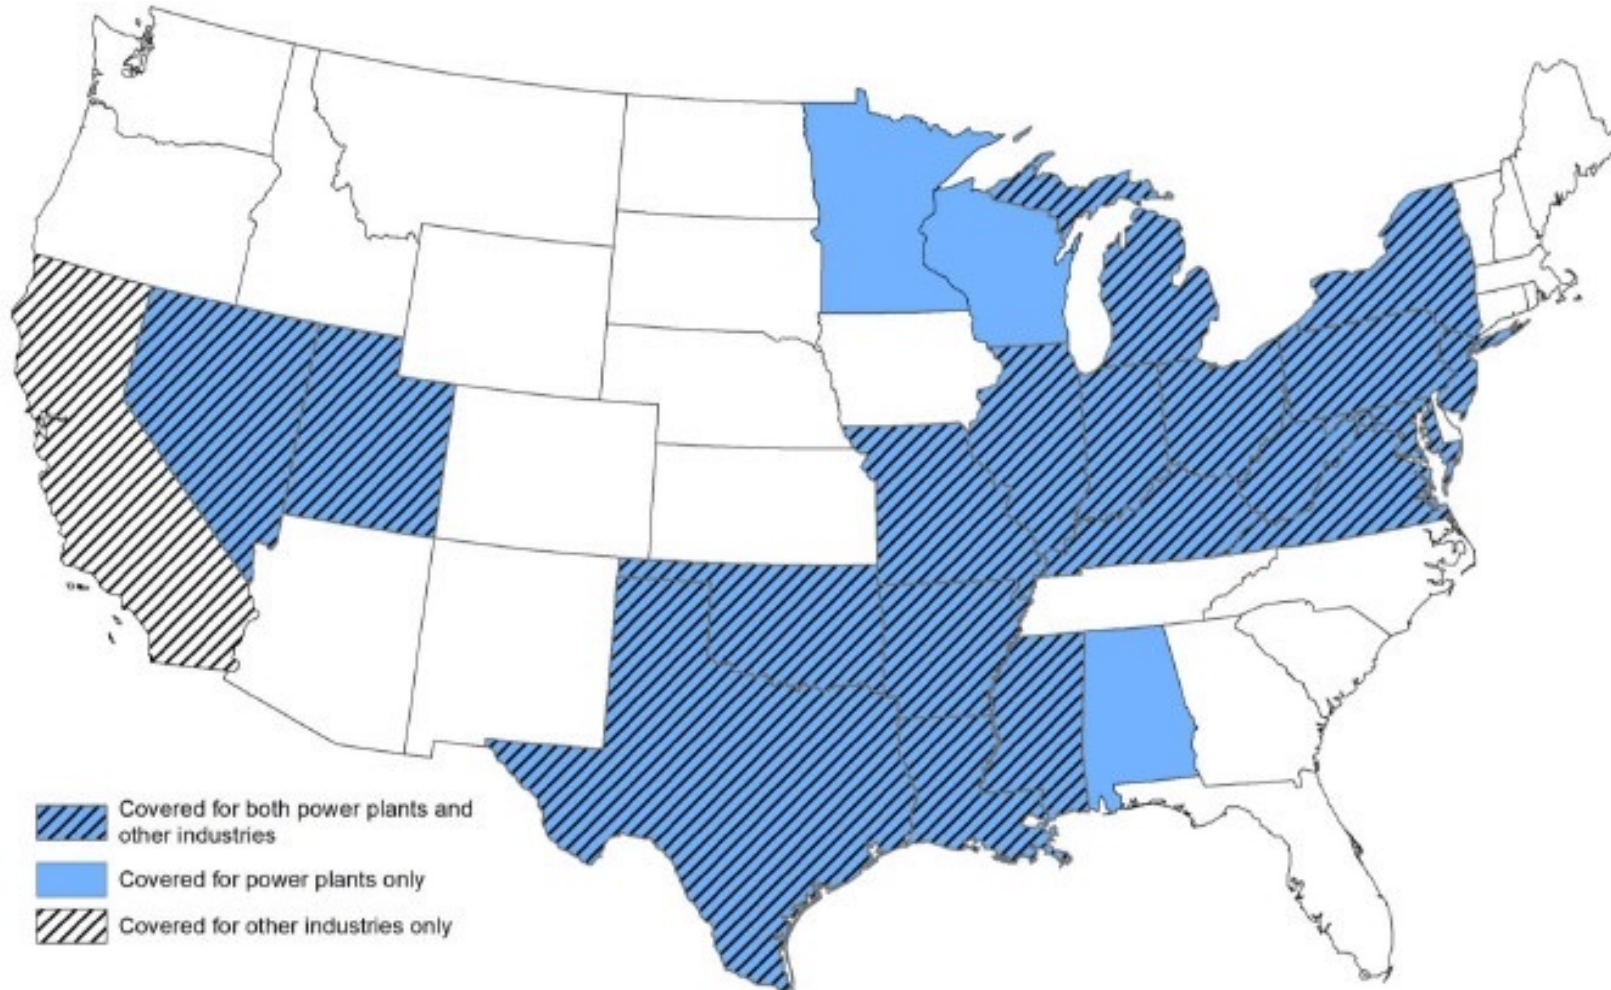 Covered for both power plants and
other industries
Covered for power plants only
Covered for other industries only